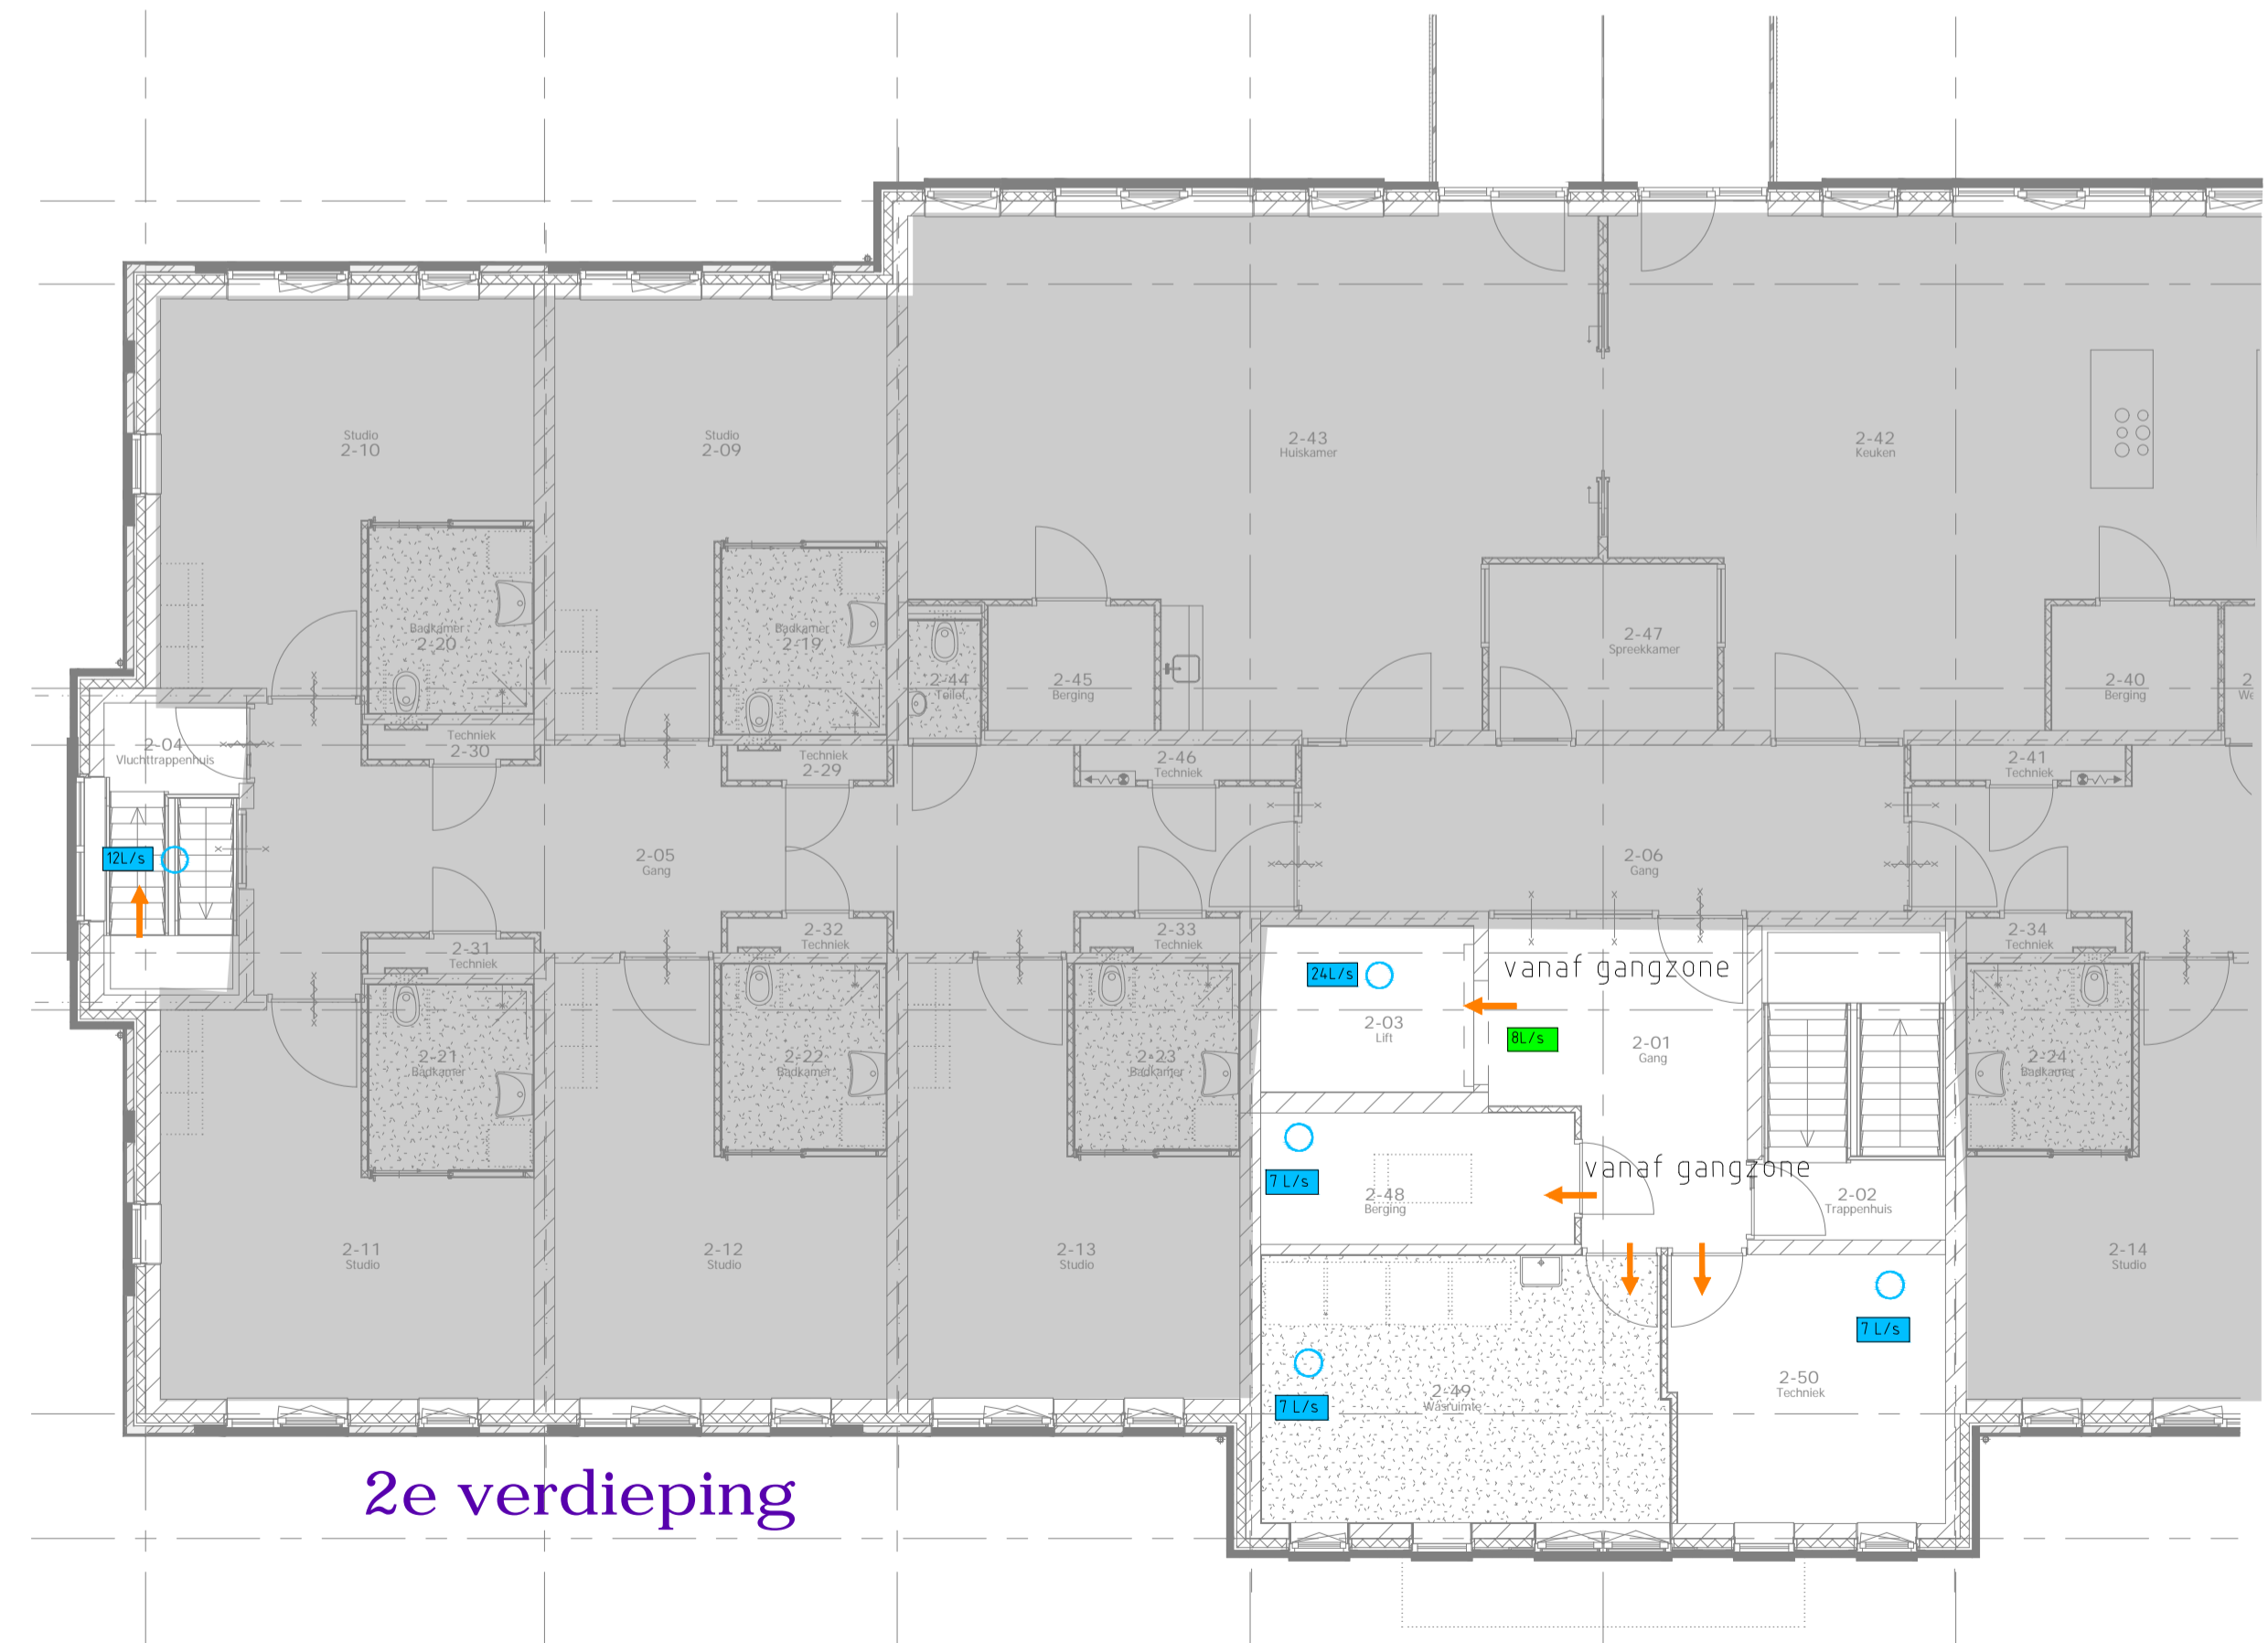 Studio
2-10
Studio
2-09
2-43
Huiskamer
2-42
Keuken
Badkamer
2-20
Badkamer
2-19
2-47
Spreekkamer
2-44
Toilet
2-45
Berging
2-40
Berging
2-04
Vluchttrappenhuis
Techniek
2-30
Techniek
2-29
2-46
Techniek
2-41
Techniek
12L/s
2-05
Gang
2-06
Gang
2-31
Techniek
2-32
Techniek
2-33
Techniek
2-34
Techniek
24L/s
vanaf gangzone
2-03
Lift
8L/s
2-01
Gang
2-21
Badkamer
2-22
Badkamer
2-23
Badkamer
2-24
Badkamer
vanaf gangzone
7 L/s
2-48
Berging
2-02
Trappenhuis
2-11
Studio
2-12
Studio
2-13
Studio
2-14
Studio
7 L/s
2-50
Techniek
2-49
Wasruimte
7 L/s
2e verdieping